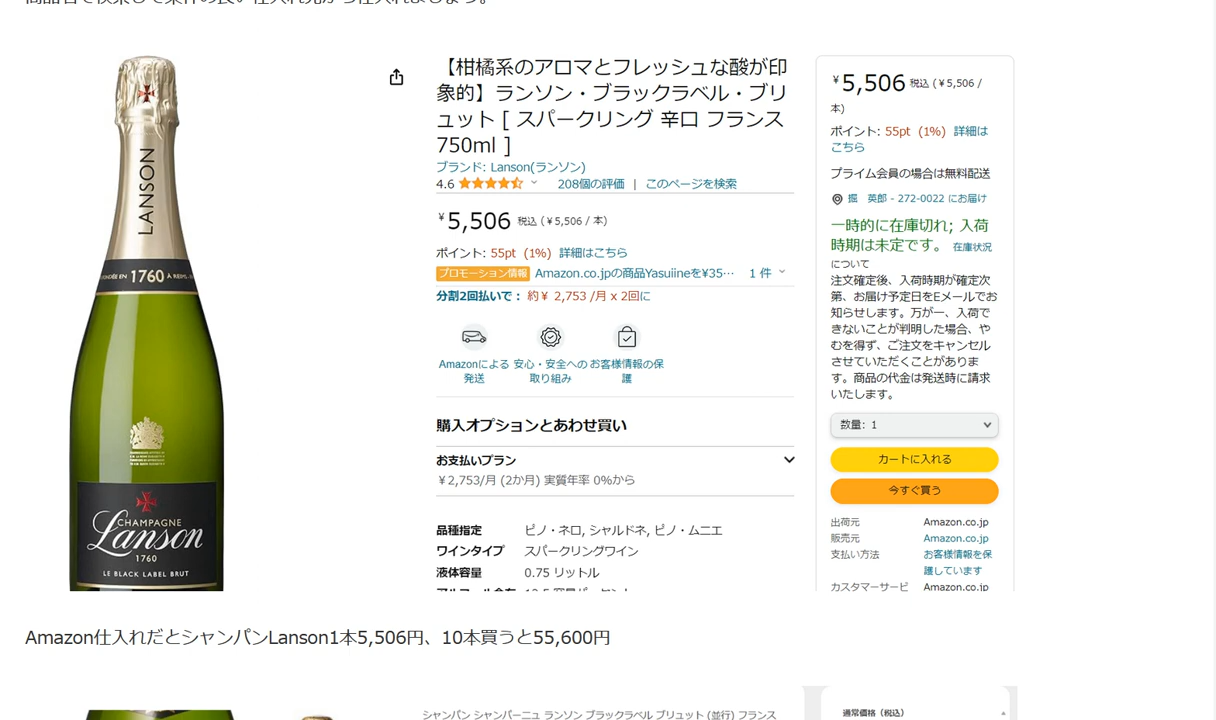 【柑橘系のアロマとフレッシュな酸が印
象的】ランソン・ブラックラベル・ブリ
ュット [ スパークリング 辛口 フランス
750ml ]
ブランド: Lanson(ランソン)
4.6 208個の評価 | このページを検索
¥5,506 税込 (¥5,506 / 本)
ポイント: 55pt (1%) 詳細はこちら
プロモーション情報 Amazon.co.jpの商品Yasuiineを¥35… 1 件
分割2回払いで: 約¥ 2,753 /月 x 2回に
Amazonによる
発送
安心・安全への
取り組み
お客様情報の保
護
購入オプションとあわせ買い
お支払いプラン
¥2,753/月 (2か月) 実質年率 0%から
品種指定 ピノ・ネロ, シャルドネ, ピノ・ムニエ
ワインタイプ スパークリングワイン
液体容量 0.75 リットル
¥5,506 税込 (¥5,506 /
本)
ポイント: 55pt (1%) 詳細は
こちら
プライム会員の場合は無料配送
堀 英郎 - 272-0022 にお届け
一時的に在庫切れ; 入荷
時期は未定です。 在庫状況
について
注文確定後、入荷時期が確定次
第、お届け予定日をEメールでお
知らせします。万が一、入荷で
きないことが判明した場合、や
むを得ず、ご注文をキャンセル
させていただくことがありま
す。商品の代金は発送時に請求
いたします。
数量: 1
カートに入れる
今すぐ買う
出荷元 Amazon.co.jp
販売元 Amazon.co.jp
支払い方法 お客様情報を保
護しています
カスタマーサービ Amazon.co.jp
LANSON
1760
CHAMPAGNE
Lanson
1760
LE BLACK LABEL BRUT
Amazon仕入れだとシャンパンLanson1本5,506円、10本買うと55,600円
シャンパン シャンパーニュ ランソン ブラックラベル ブリュット (並行) フランス
通常価格（税込）